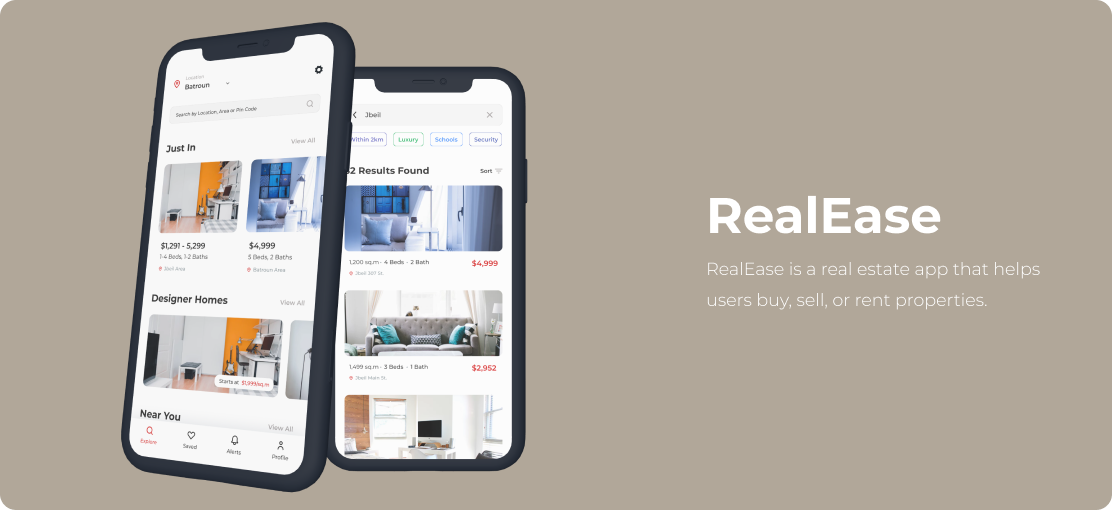 Location
Batroun
Search by Location, Area or Pin Code
Just In
View All
$1,291 - 5,299
1-4 Beds, 1-2 Baths
Jbeil Area
$4,999
5 Beds, 2 Baths
Batroun Area
Designer Homes
View All
Starts at $1,999/sq.m
Near You
View All
Explore
Saved
Alerts
Profile
Jbeil
Within 2km
Luxury
Schools
Security
2 Results Found
Sort
1,200 sq.m · 4 Beds · 2 Bath
$4,999
Jbeil 397 St.
1,499 sq.m · 3 Beds · 1 Bath
$2,952
Jbeil Main St.
RealEase
RealEase is a real estate app that helps
users buy, sell, or rent properties.